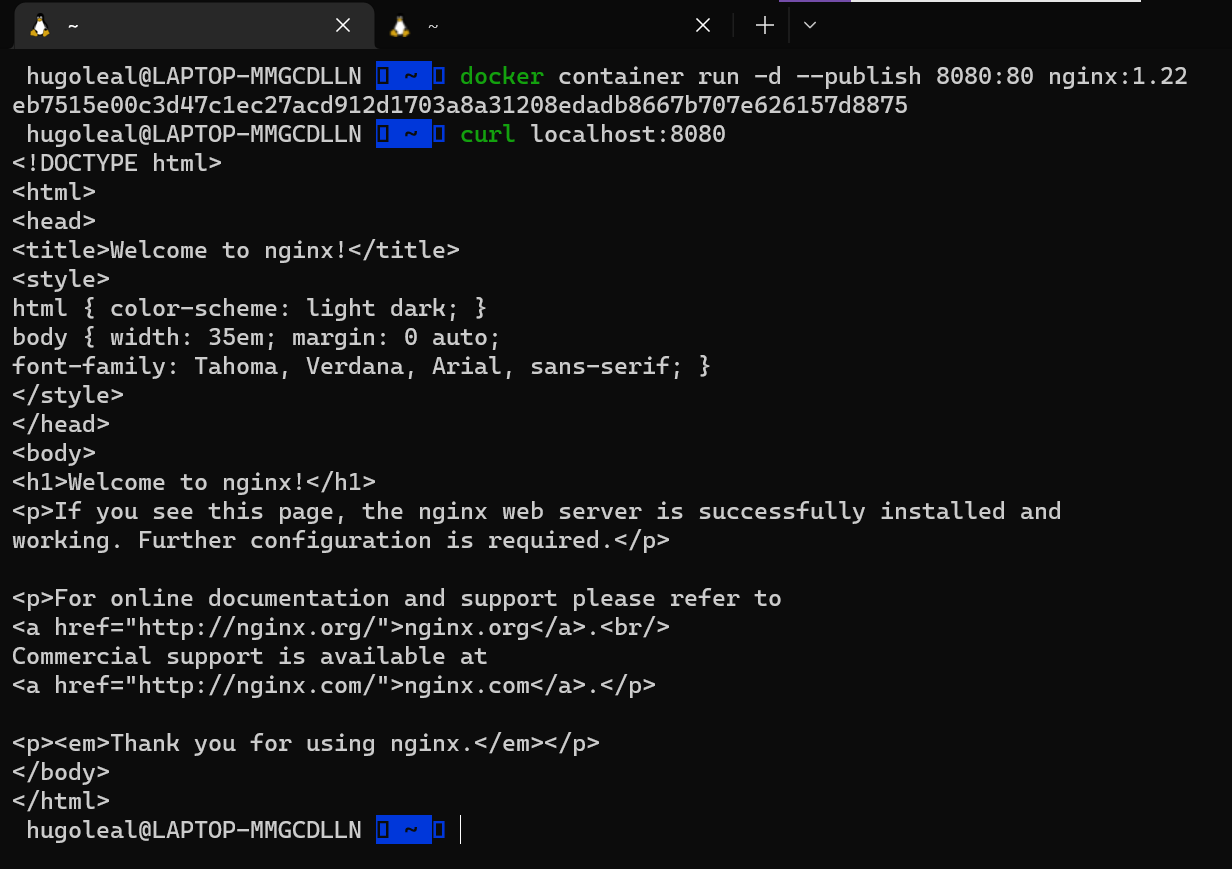 ~ ~
hugoleal@LAPTOP-MMGCDLLN ~ docker container run -d --publish 8080:80 nginx:1.22
eb7515e00c3d47c1ec27acd912d1703a8a31208edadb8667b707e626157d8875
hugoleal@LAPTOP-MMGCDLLN ~ curl localhost:8080
<!DOCTYPE html>
<html>
<head>
<title>Welcome to nginx!</title>
<style>
html { color-scheme: light dark; }
body { width: 35em; margin: 0 auto;
font-family: Tahoma, Verdana, Arial, sans-serif; }
</style>
</head>
<body>
<h1>Welcome to nginx!</h1>
<p>If you see this page, the nginx web server is successfully installed and
working. Further configuration is required.</p>

<p>For online documentation and support please refer to
<a href="http://nginx.org/">nginx.org</a>.<br/>
Commercial support is available at
<a href="http://nginx.com/">nginx.com</a>.</p>

<p><em>Thank you for using nginx.</em></p>
</body>
</html>
hugoleal@LAPTOP-MMGCDLLN ~